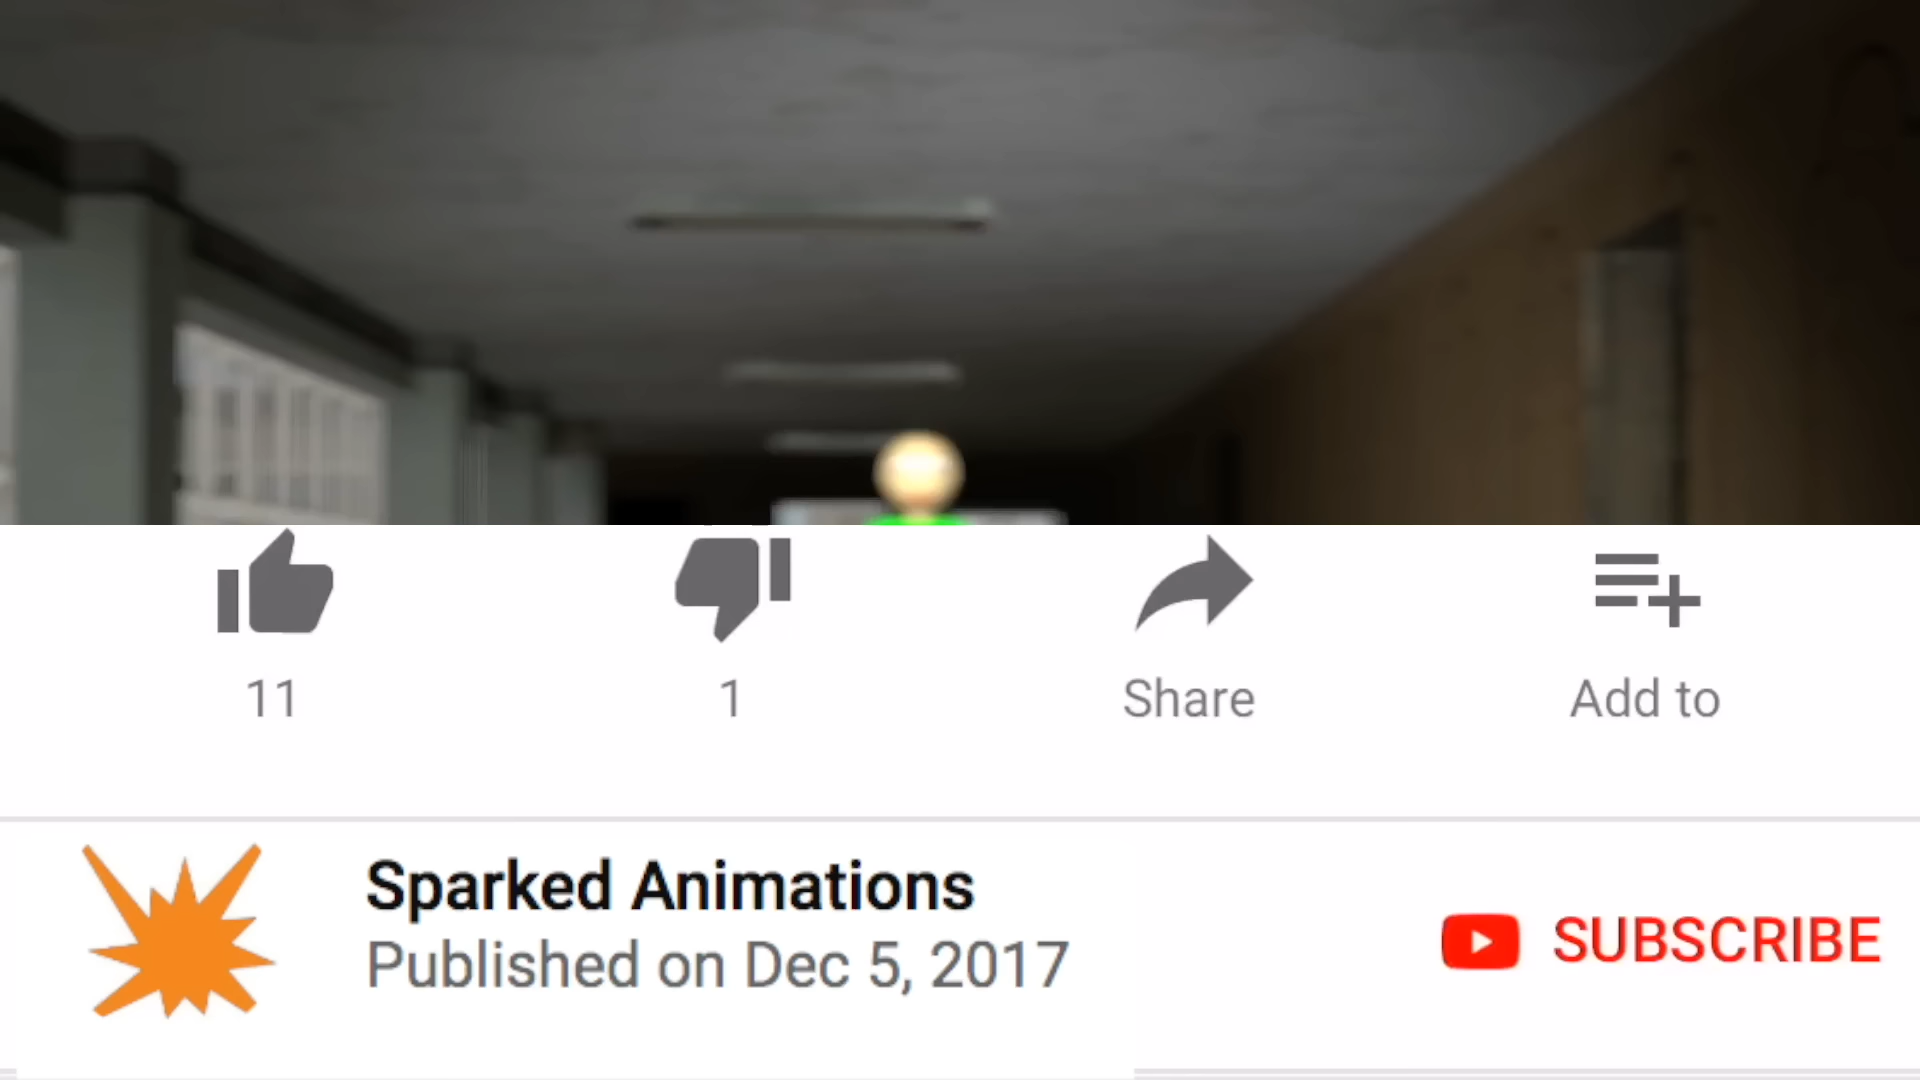 11
1
Share
Add to
Sparked Animations
Published on Dec 5, 2017
SUBSCRIBE